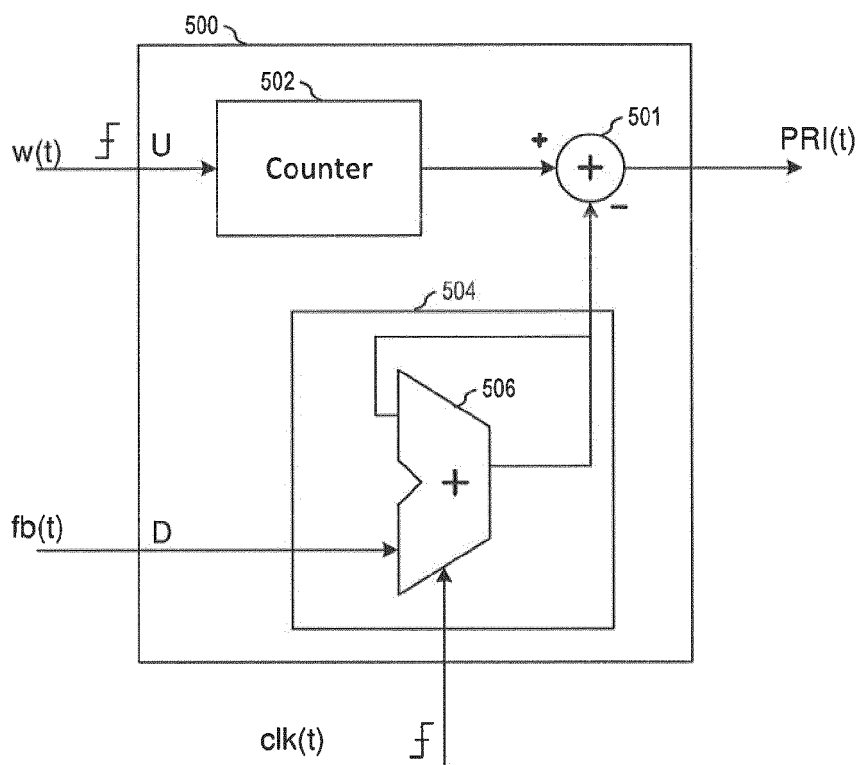 500
502
501
w(t)
U
Counter
+
+
PRI(t)
−
504
506
+
fb(t)
D
clk(t)